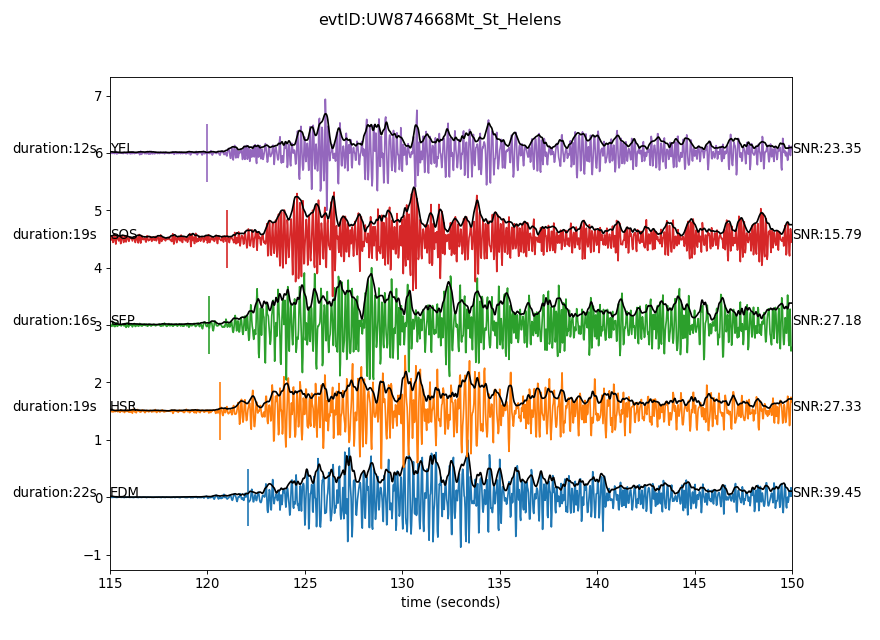 evtID:UW874668Mt_St_Helens
7
duration:12s
YEL
6
SNR:23.35
5
duration:19s
SOS
SNR:15.79
4
duration:16s
SEP
3
SNR:27.18
2
duration:19s
HSR
SNR:27.33
1
duration:22s
EDM
0
SNR:39.45
−1
115 120 125 130 135 140 145 150
time (seconds)